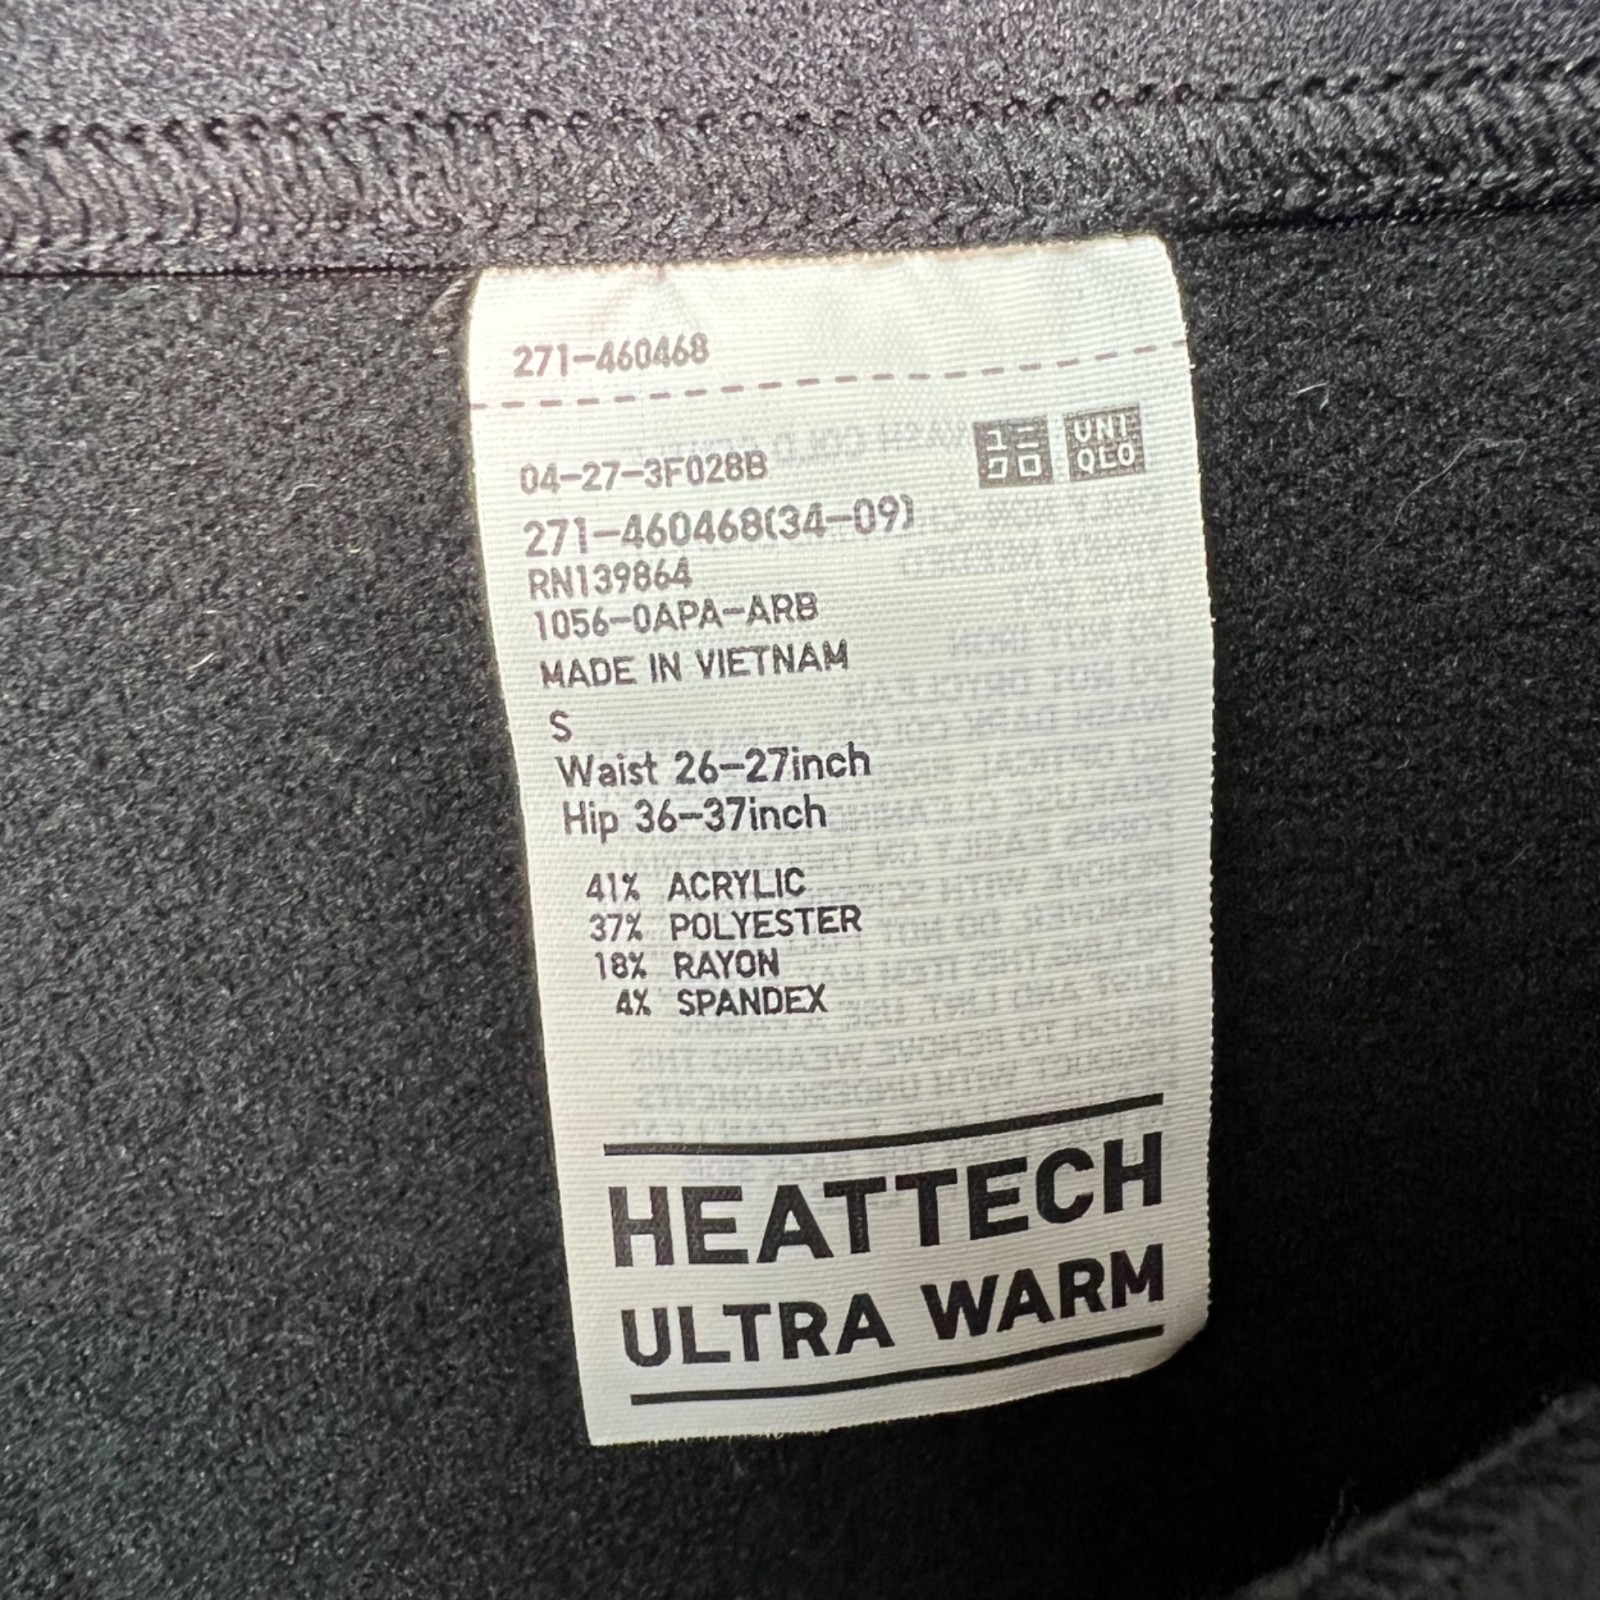 271-460468
04-27-3F028B
ユニ
クロ
UNI
QLO
271-460468(34-09)
RN139864
1056-0APA-ARB
MADE IN VIETNAM
S
Waist 26-27inch
Hip 36-37inch
41% ACRYLIC
37% POLYESTER
18% RAYON
4% SPANDEX
HEATTECH
ULTRA WARM